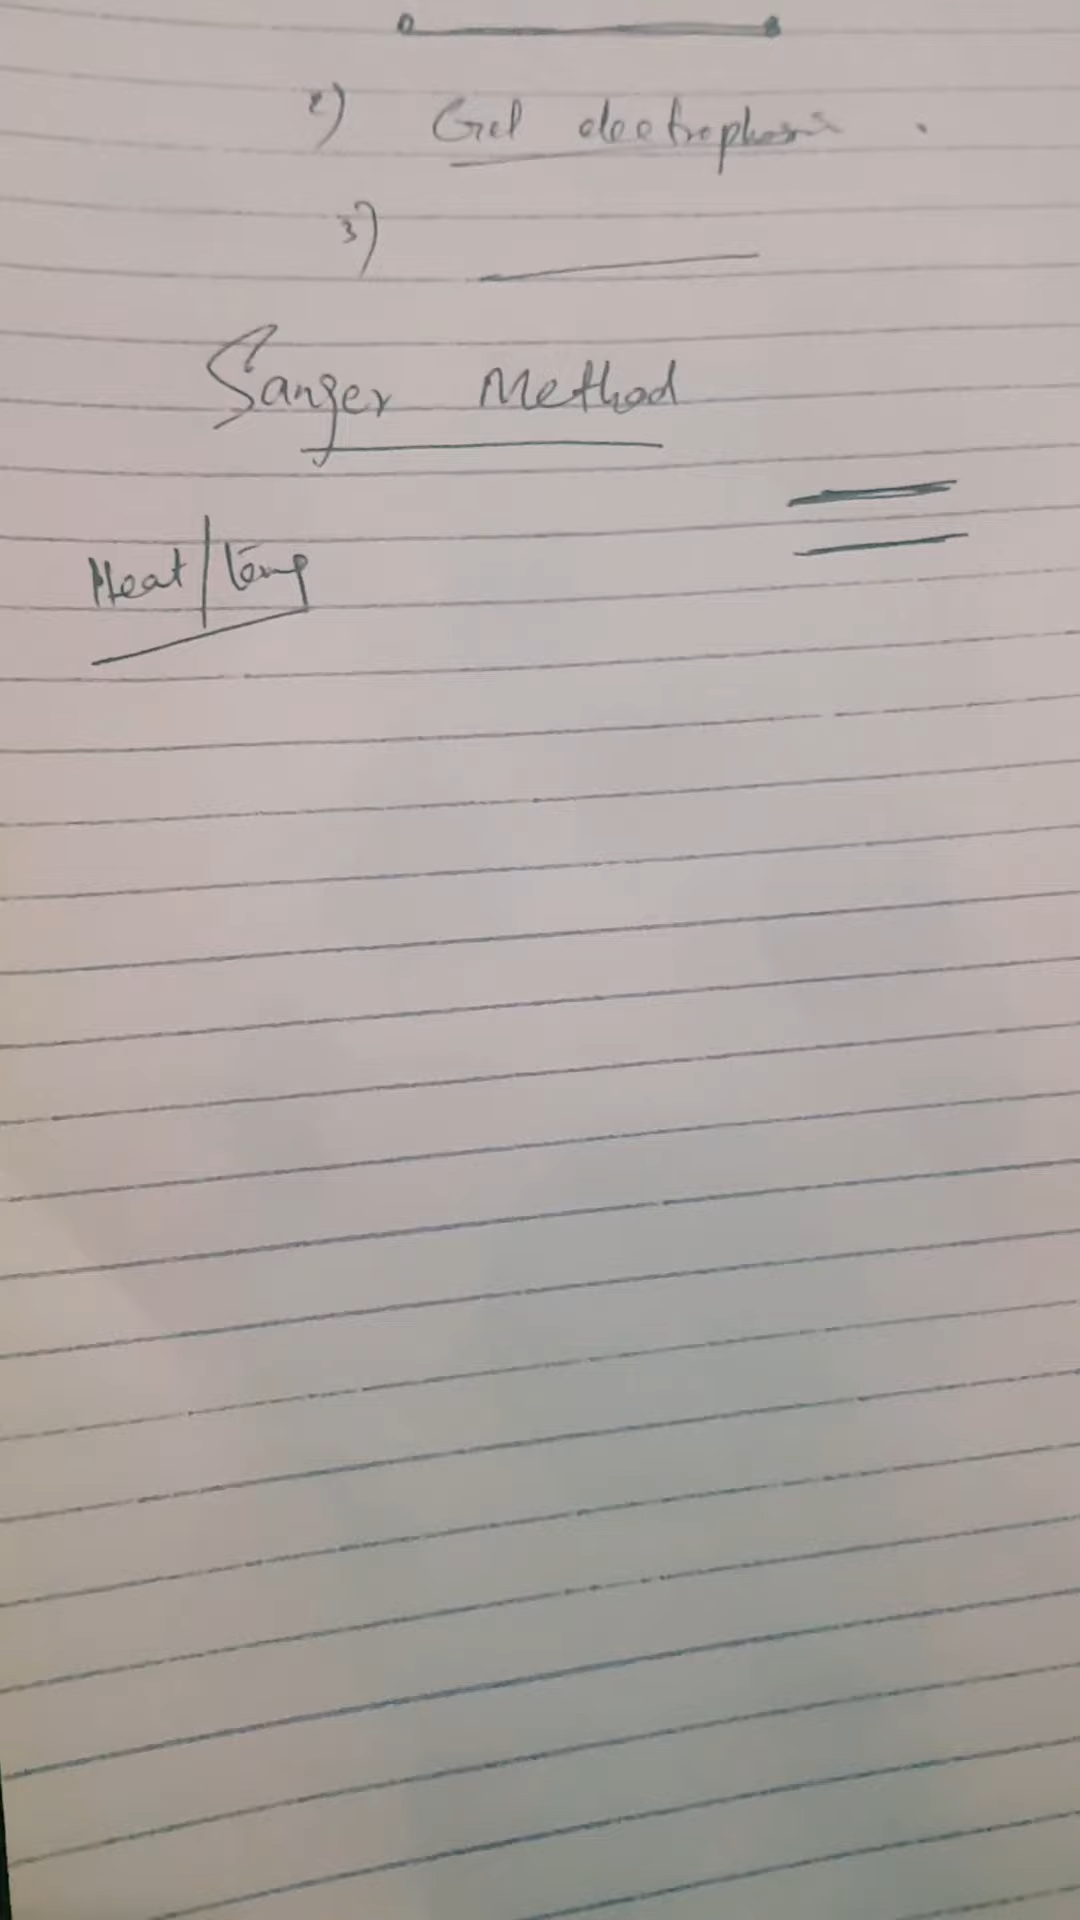 2) Gel electrophoresis .
3)
Sanger Method
Heat/temp